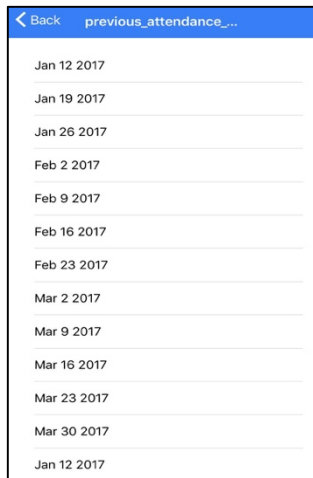 Back previous_attendance_...
Jan 12 2017
Jan 19 2017
Jan 26 2017
Feb 2 2017
Feb 9 2017
Feb 16 2017
Feb 23 2017
Mar 2 2017
Mar 9 2017
Mar 16 2017
Mar 23 2017
Mar 30 2017
Jan 12 2017